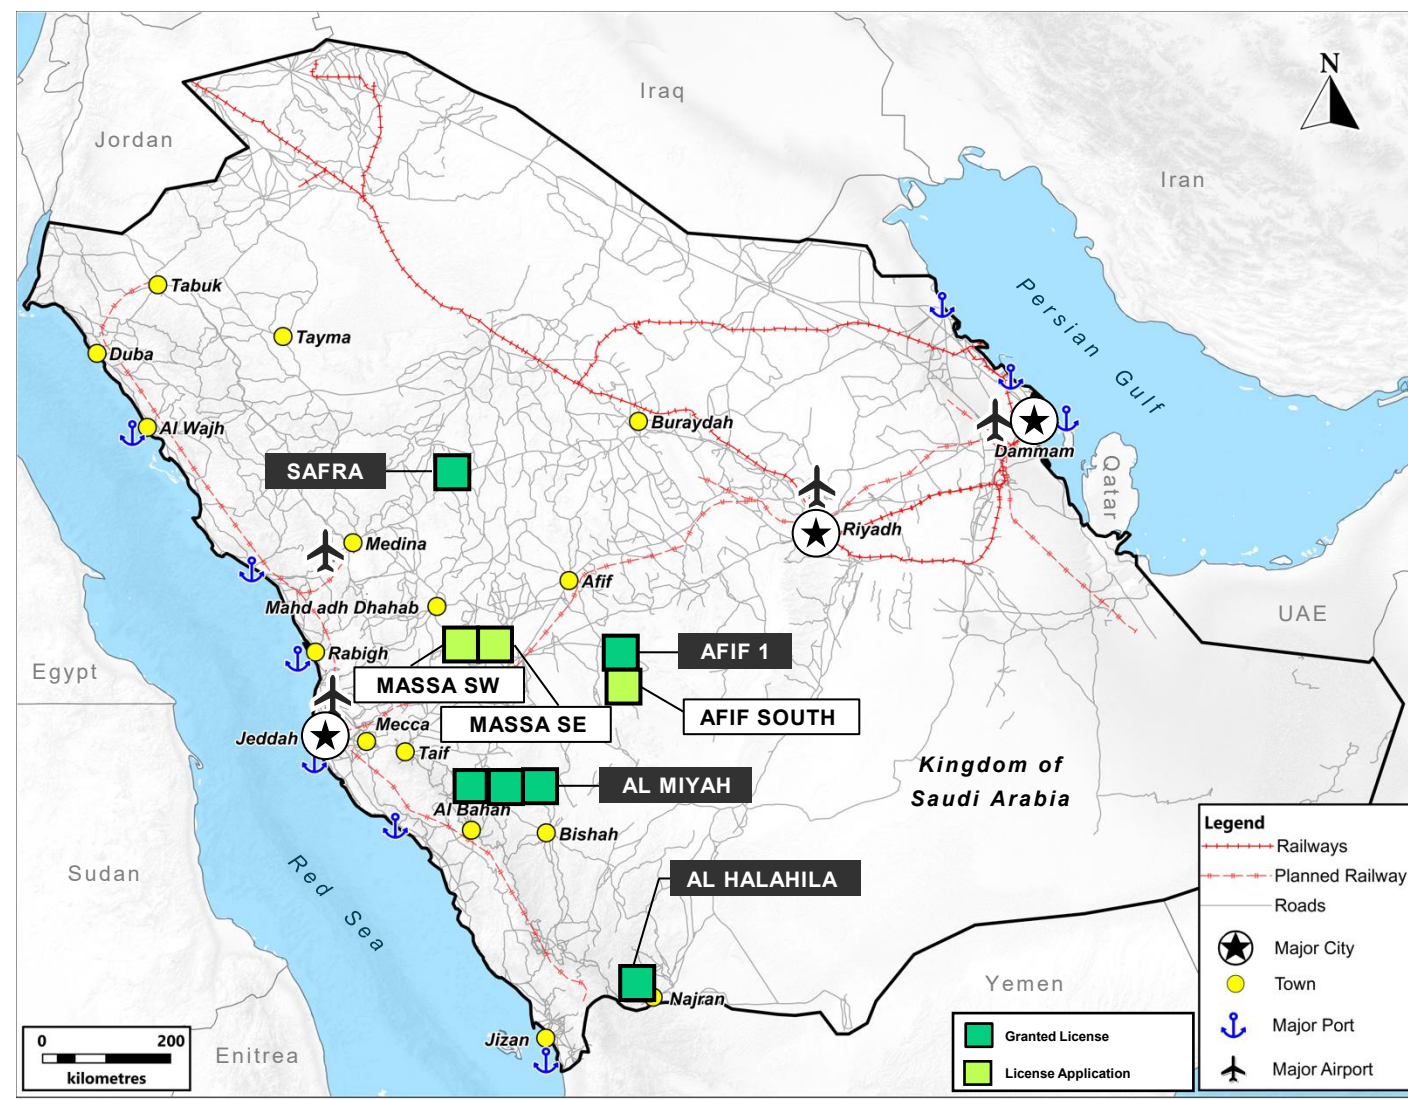 N
Iraq
Jordan
Iran
Persian Gulf
Tabuk
Tayma
Duba
Al Wajh
Buraydah
Dammam
Qatar
SAFRA
Riyadh
Medina
Afif
Mahd adh Dhahab
UAE
Egypt
Rabigh
AFIF 1
MASSA SW
MASSA SE
AFIF SOUTH
Jeddah
Mecca
Taif
Kingdom of
Saudi Arabia
AL MIYAH
Al Bahah
Bishah
Sudan
Red Sea
AL HALAHILA
Yemen
Najran
Jizan
Enitrea
0
200
kilometres
Granted License
License Application
Legend
Railways
Planned Railway
Roads
Major City
Town
Major Port
Major Airport